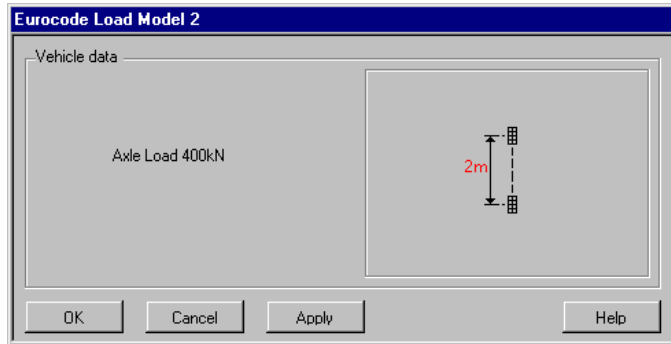 Eurocode Load Model 2
Vehicle data
Axle Load 400kN
2m
OK
Cancel
Apply
Help